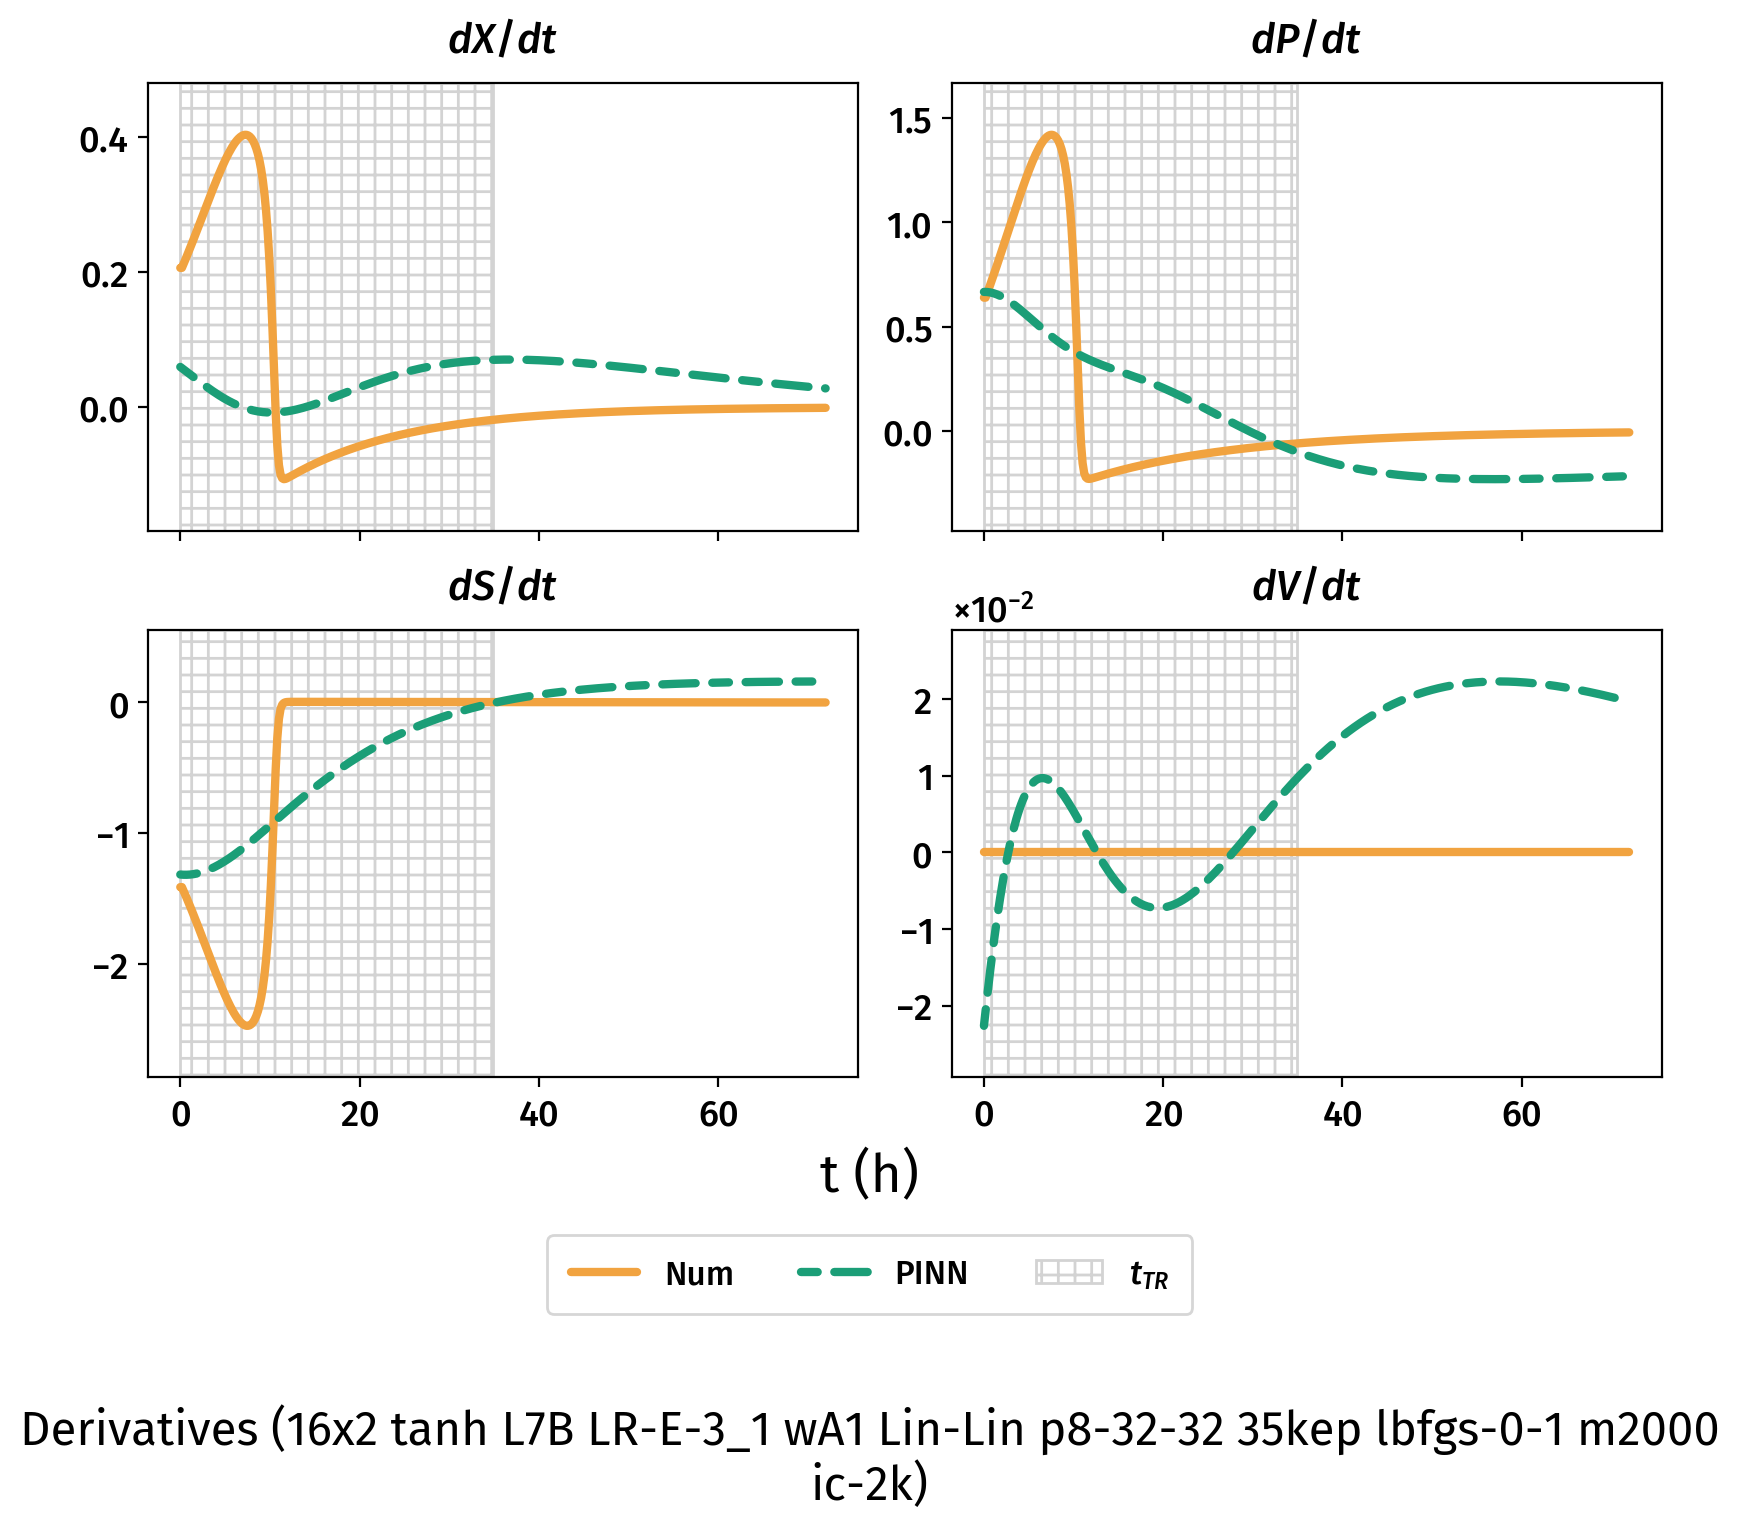 dX/dt
dP/dt
0.4
0.2
0.0
1.5
1.0
0.5
0.0
dS/dt
×10⁻² dV/dt
0
−1
−2
2
1
0
−1
−2
0 20 40 60
0 20 40 60
t (h)
Num PINN t_TR
Derivatives (16x2 tanh L7B LR-E-3_1 wA1 Lin-Lin p8-32-32 35kep lbfgs-0-1 m2000
ic-2k)